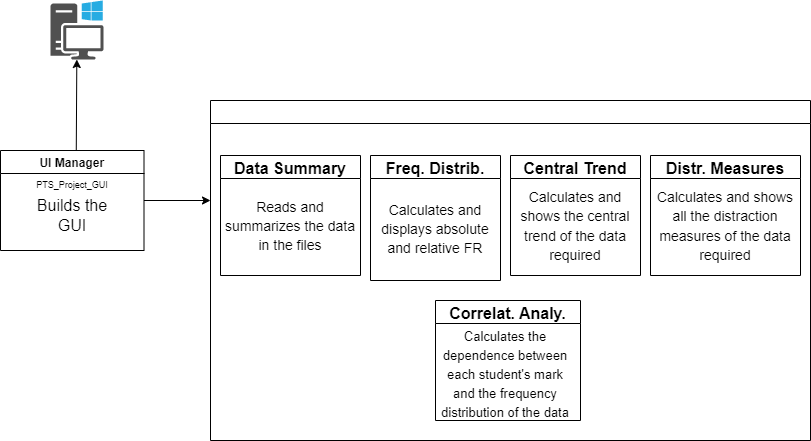 UI Manager
PTS_Project_GUI
Builds the
GUI
Data Summary
Reads and
summarizes the data
in the files
Freq. Distrib.
Calculates and
displays absolute
and relative FR
Central Trend
Calculates and
shows the central
trend of the data
required
Distr. Measures
Calculates and shows
all the distraction
measures of the data
required
Correlat. Analy.
Calculates the
dependence between
each student's mark
and the frequency
distribution of the data